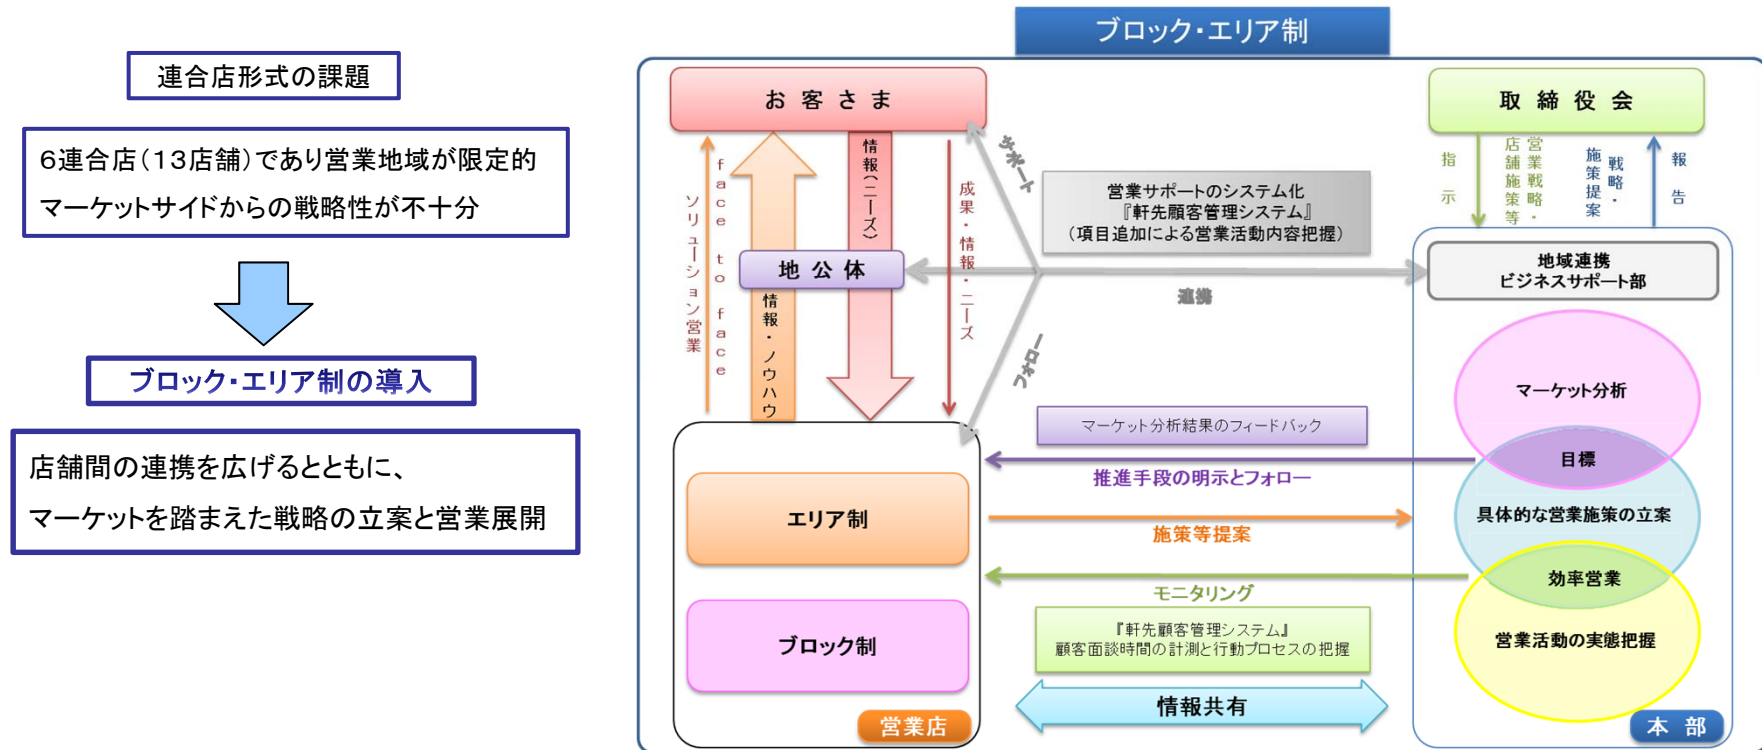 連合店形式の課題
6連合店(13店舗)であり営業地域が限定的
マーケットサイドからの戦略性が不十分
ブロック・エリア制の導入
店舗間の連携を広げるとともに、
マーケットを踏まえた戦略の立案と営業展開
ブロック・エリア制
お客さま
取締役会
ソリューション営業
face to face
情報・ノウハウ
情報(ニーズ)
成果・情報・ニーズ
地公体
サポート
連携
フォロー
営業サポートのシステム化
『軒先顧客管理システム』
(項目追加による営業活動内容把握)
指示
営業戦略・
店舗施策等
戦略・
施策提案
報告
地域連携
ビジネスサポート部
マーケット分析
目標
具体的な営業施策の立案
効率営業
営業活動の実態把握
本部
マーケット分析結果のフィードバック
推進手段の明示とフォロー
施策等提案
モニタリング
『軒先顧客管理システム』
顧客面談時間の計測と行動プロセスの把握
情報共有
エリア制
ブロック制
営業店